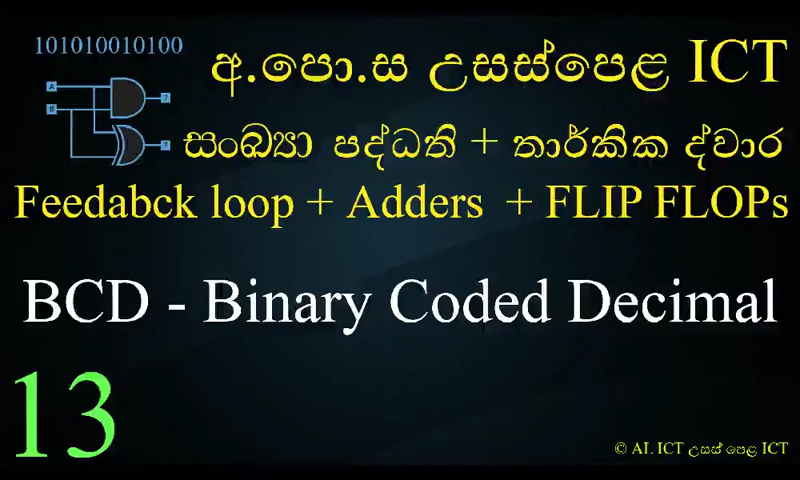 101010010100
අ.පො.ස උසස්පෙළ ICT
A
B
?
?
සංඛ්‍යා පද්ධති + තාර්කික ද්වාර
Feedabck loop + Adders + FLIP FLOPs
BCD - Binary Coded Decimal
13
© AL ICT උසස් පෙළ ICT